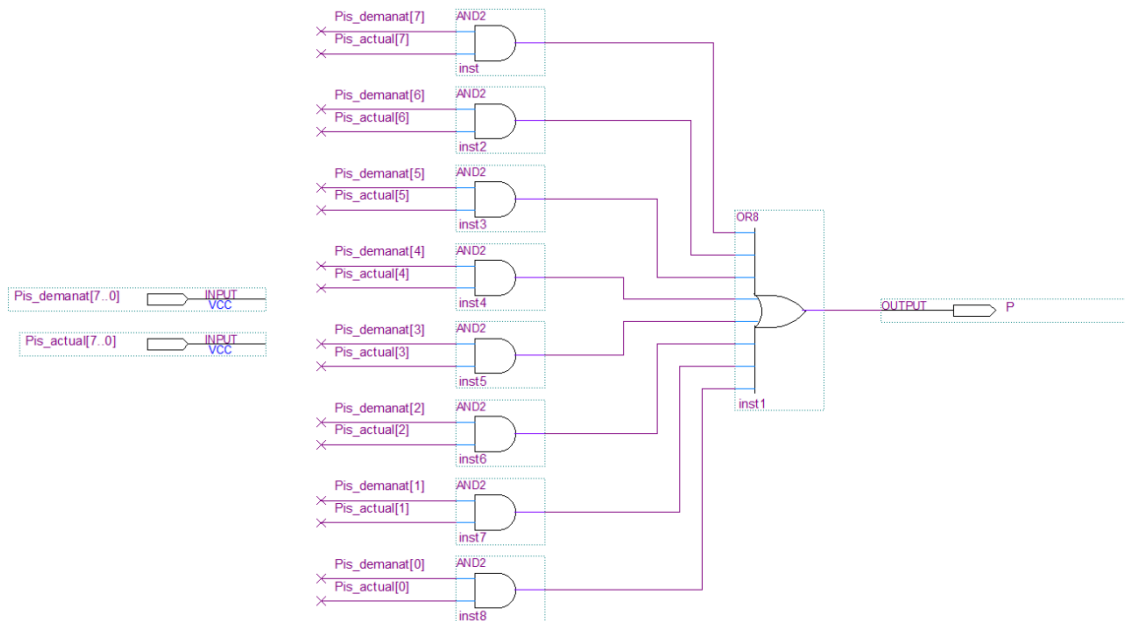 Pis_demanat[7..0]
INPUT
VCC
Pis_actual[7..0]
INPUT
VCC
AND2
Pis_demanat[7]
Pis_actual[7]
inst
AND2
Pis_demanat[6]
Pis_actual[6]
inst2
AND2
Pis_demanat[5]
Pis_actual[5]
inst3
AND2
Pis_demanat[4]
Pis_actual[4]
inst4
AND2
Pis_demanat[3]
Pis_actual[3]
inst5
AND2
Pis_demanat[2]
Pis_actual[2]
inst6
AND2
Pis_demanat[1]
Pis_actual[1]
inst7
AND2
Pis_demanat[0]
Pis_actual[0]
inst8
OR8
inst1
OUTPUT
P